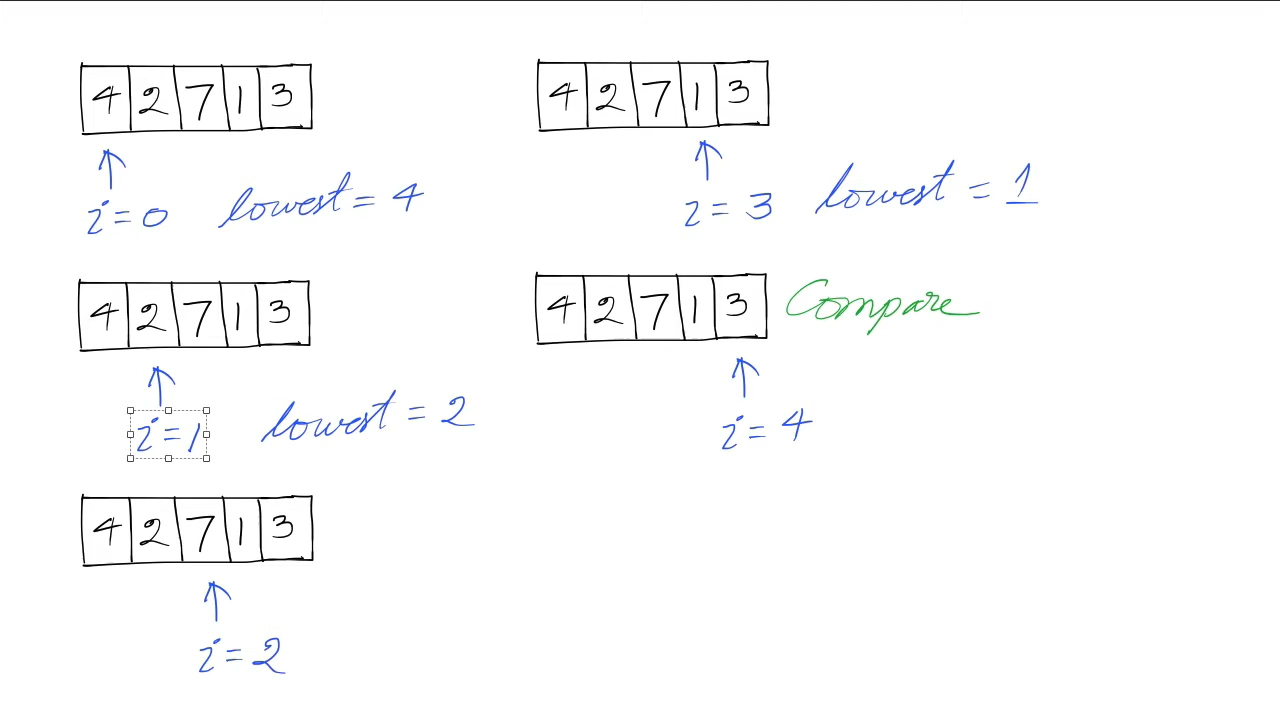 4 2 7 1 3
i = 0 lowest = 4
4 2 7 1 3
i = 1 lowest = 2
4 2 7 1 3
i = 2
4 2 7 1 3
i = 3 lowest = 1
4 2 7 1 3 Compare
i = 4